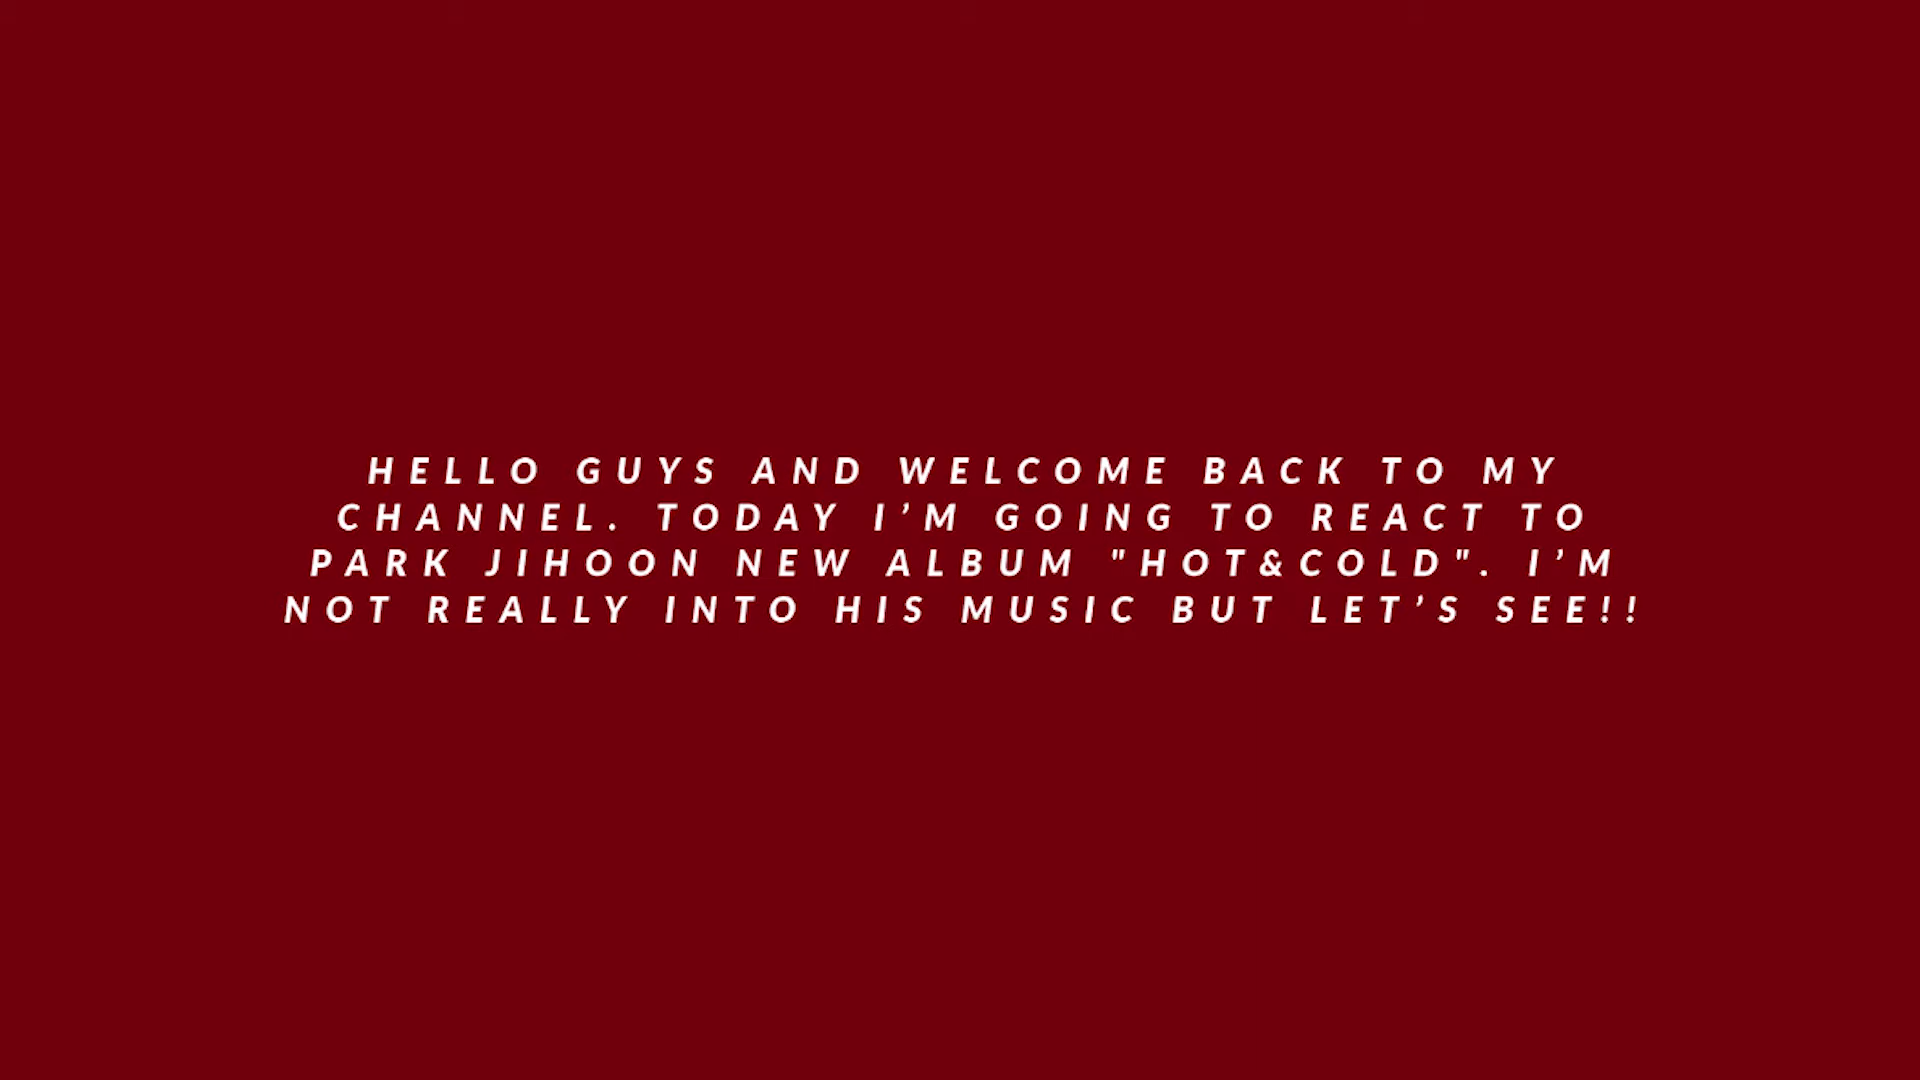 HELLO GUYS AND WELCOME BACK TO MY
CHANNEL. TODAY I’M GOING TO REACT TO
PARK JIHOON NEW ALBUM "HOT&COLD". I’M
NOT REALLY INTO HIS MUSIC BUT LET’S SEE!!